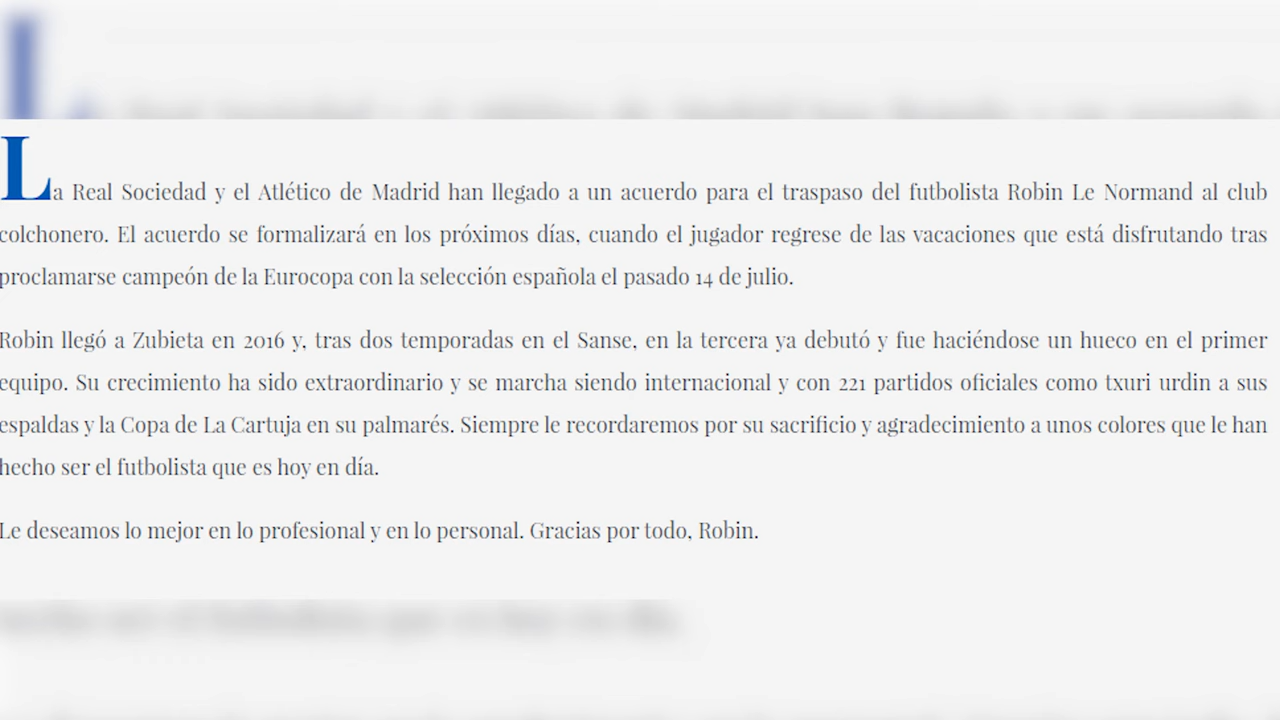 La Real Sociedad y el Atlético de Madrid han llegado a un acuerdo para el traspaso del futbolista Robin Le Normand al club
colchonero. El acuerdo se formalizará en los próximos días, cuando el jugador regrese de las vacaciones que está disfrutando tras
proclamarse campeón de la Eurocopa con la selección española el pasado 14 de julio.
Robin llegó a Zubieta en 2016 y, tras dos temporadas en el Sanse, en la tercera ya debutó y fue haciéndose un hueco en el primer
equipo. Su crecimiento ha sido extraordinario y se marcha siendo internacional y con 221 partidos oficiales como txuri urdin a sus
espaldas y la Copa de La Cartuja en su palmarés. Siempre le recordaremos por su sacrificio y agradecimiento a unos colores que le han
hecho ser el futbolista que es hoy en día.
Le deseamos lo mejor en lo profesional y en lo personal. Gracias por todo, Robin.